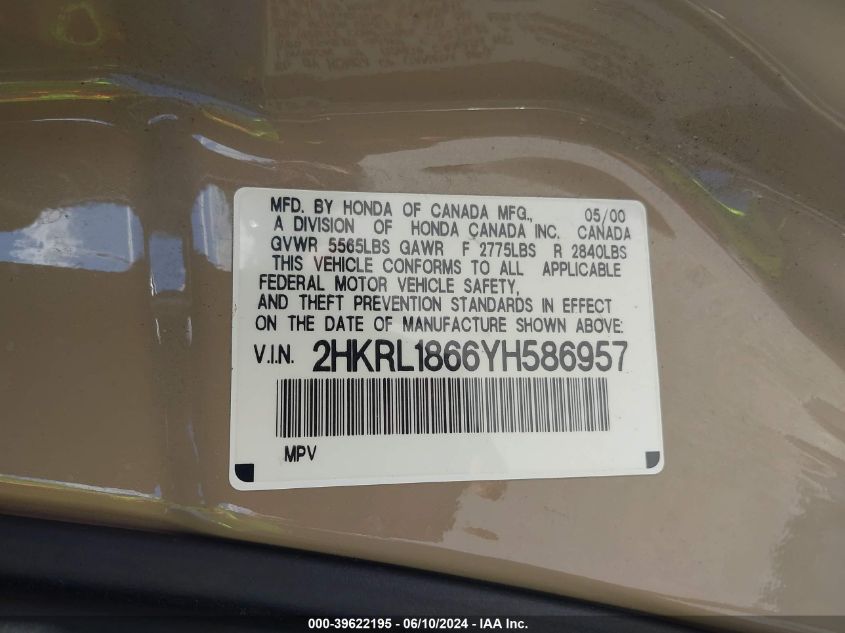 MFD. BY HONDA OF CANADA MFG., 05/00
A DIVISION OF HONDA CANADA INC. CANADA
GVWR 5565LBS GAWR F 2775LBS R 2840LBS
THIS VEHICLE CONFORMS TO ALL APPLICABLE
FEDERAL MOTOR VEHICLE SAFETY,
AND THEFT PREVENTION STANDARDS IN EFFECT
ON THE DATE OF MANUFACTURE SHOWN ABOVE:
V.I.N. 2HKRL1866YH586957
MPV
000-39622195 - 06/10/2024 - IAA Inc.